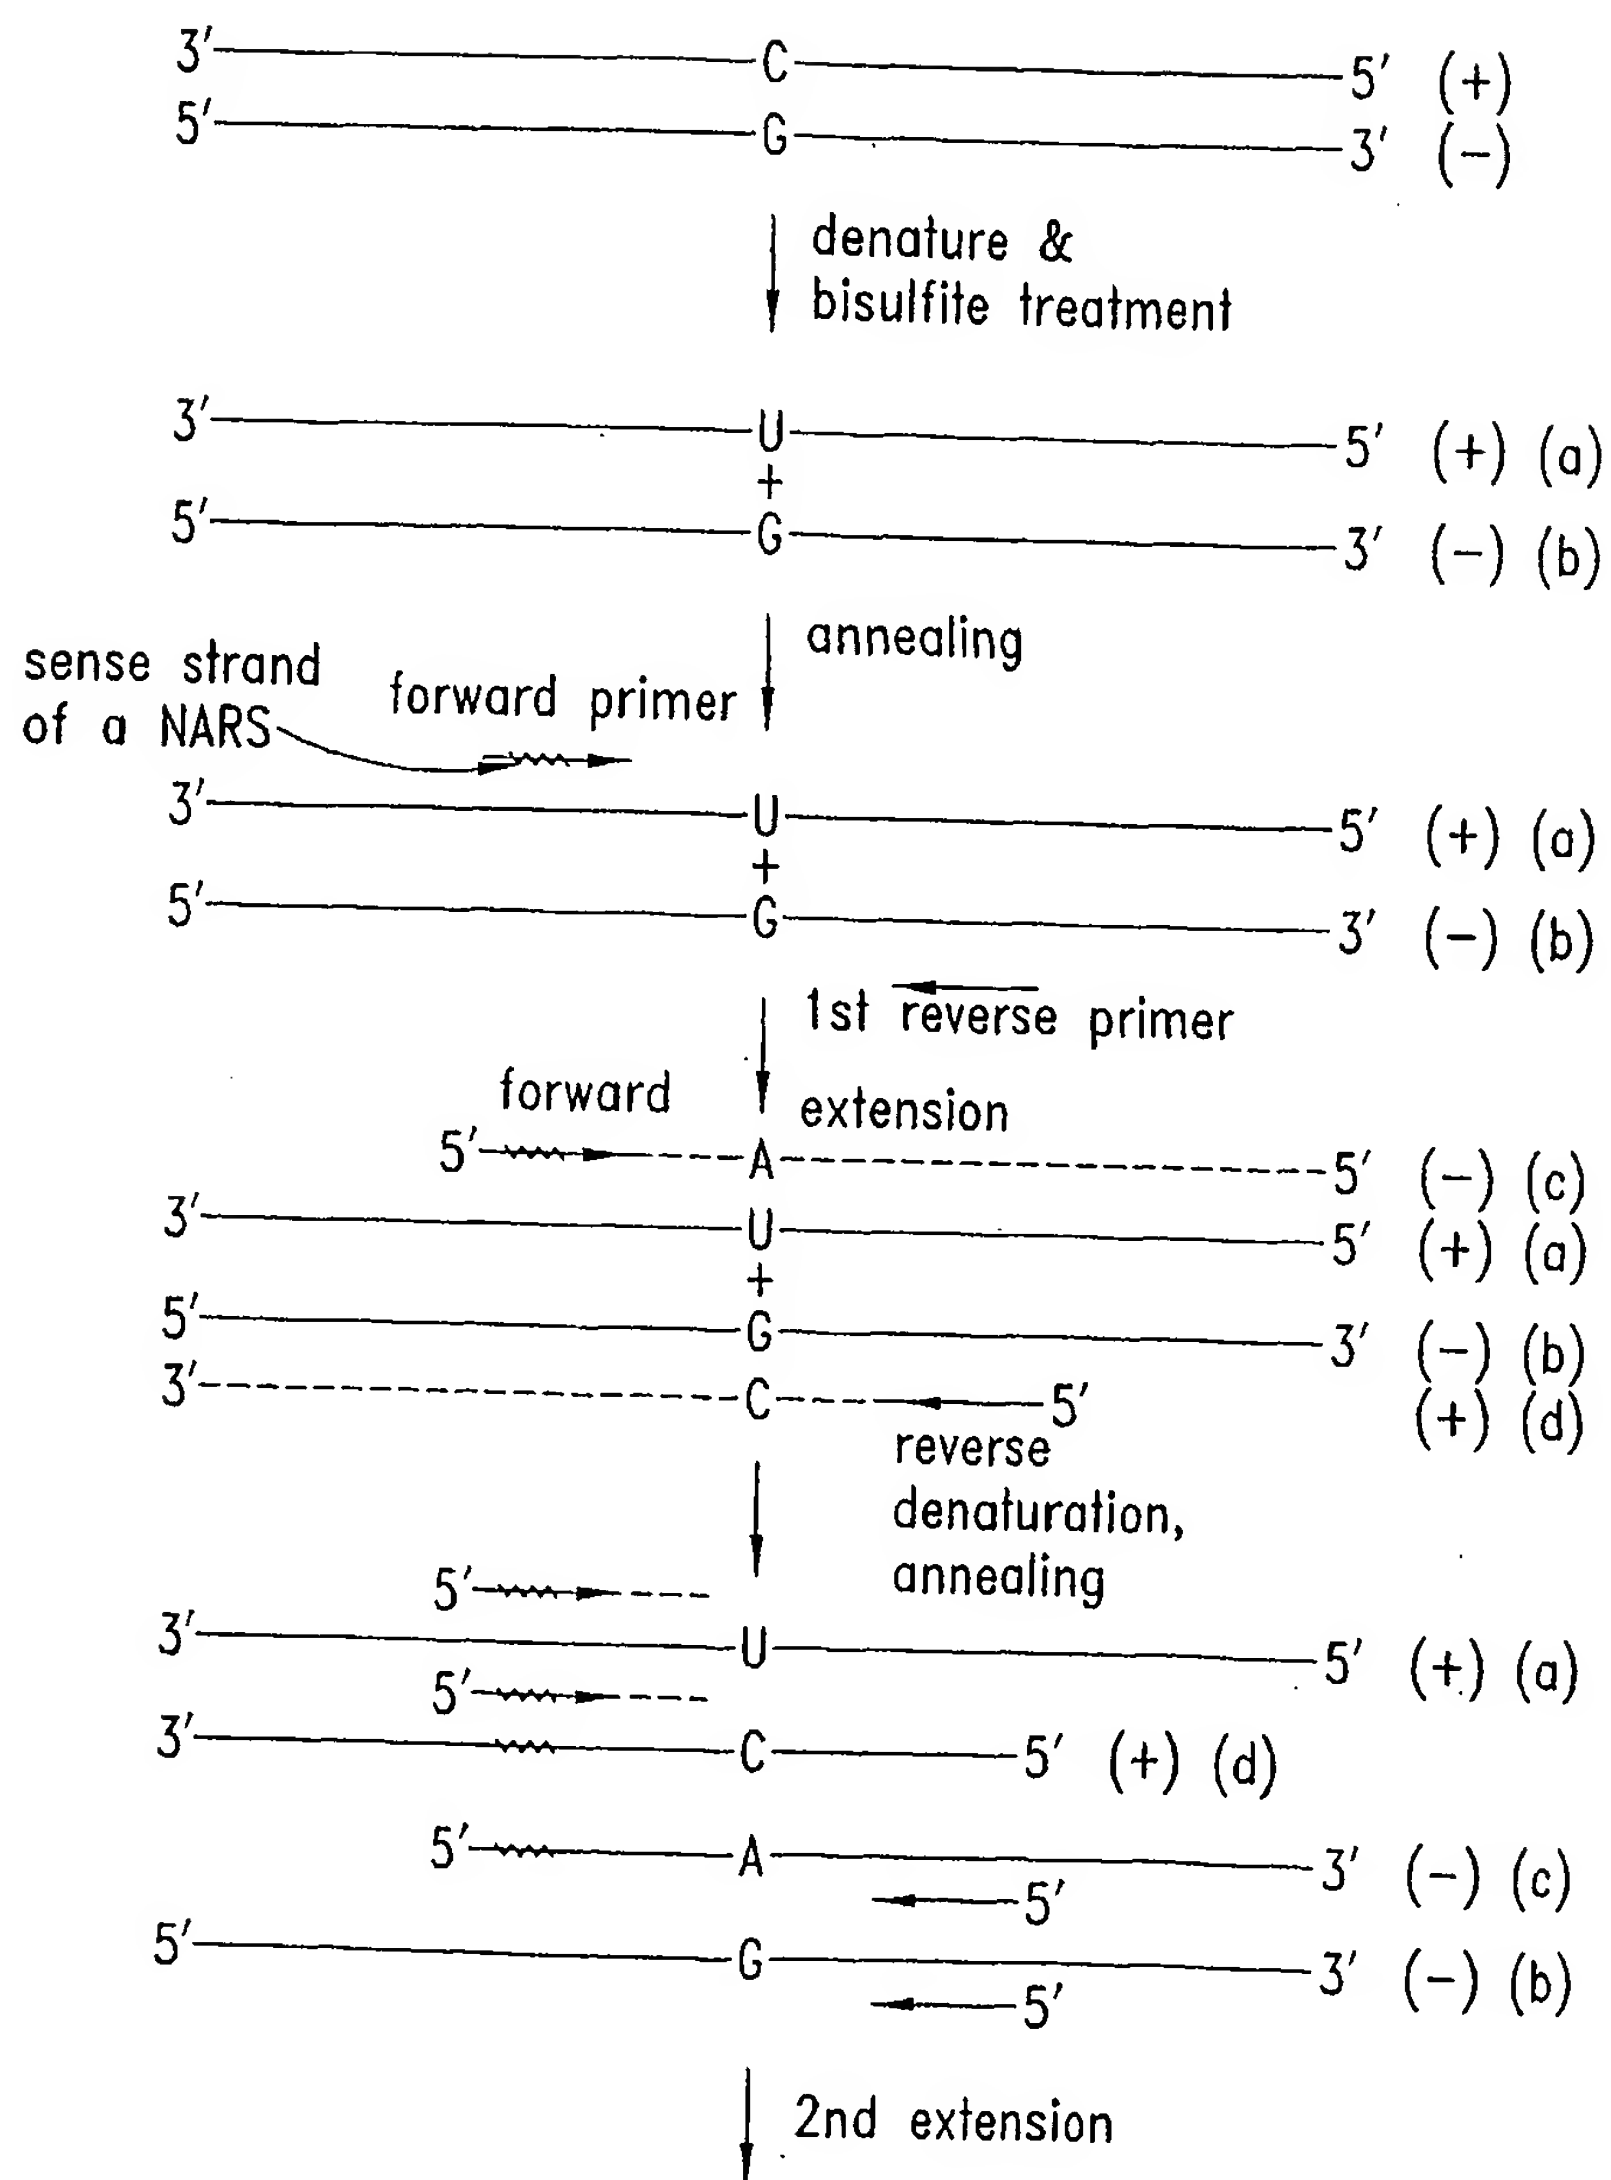 3' C 5' (+)
5' G 3' (-)
denature &
bisulfite treatment
3' U 5' (+) (a)
+
5' G 3' (-) (b)
annealing
sense strand
of a NARS
forward primer
3' U 5' (+) (a)
+
5' G 3' (-) (b)
1st reverse primer
forward
extension
5' A 5' (-) (c)
3' U 5' (+) (a)
+
5' G 3' (-) (b)
3' C 5' (+) (d)
reverse
denaturation,
annealing
5'
3' U 5' (+) (a)
5'
3' C 5' (+) (d)
5' A 3' (-) (c)
5'
5' G 3' (-) (b)
5'
2nd extension